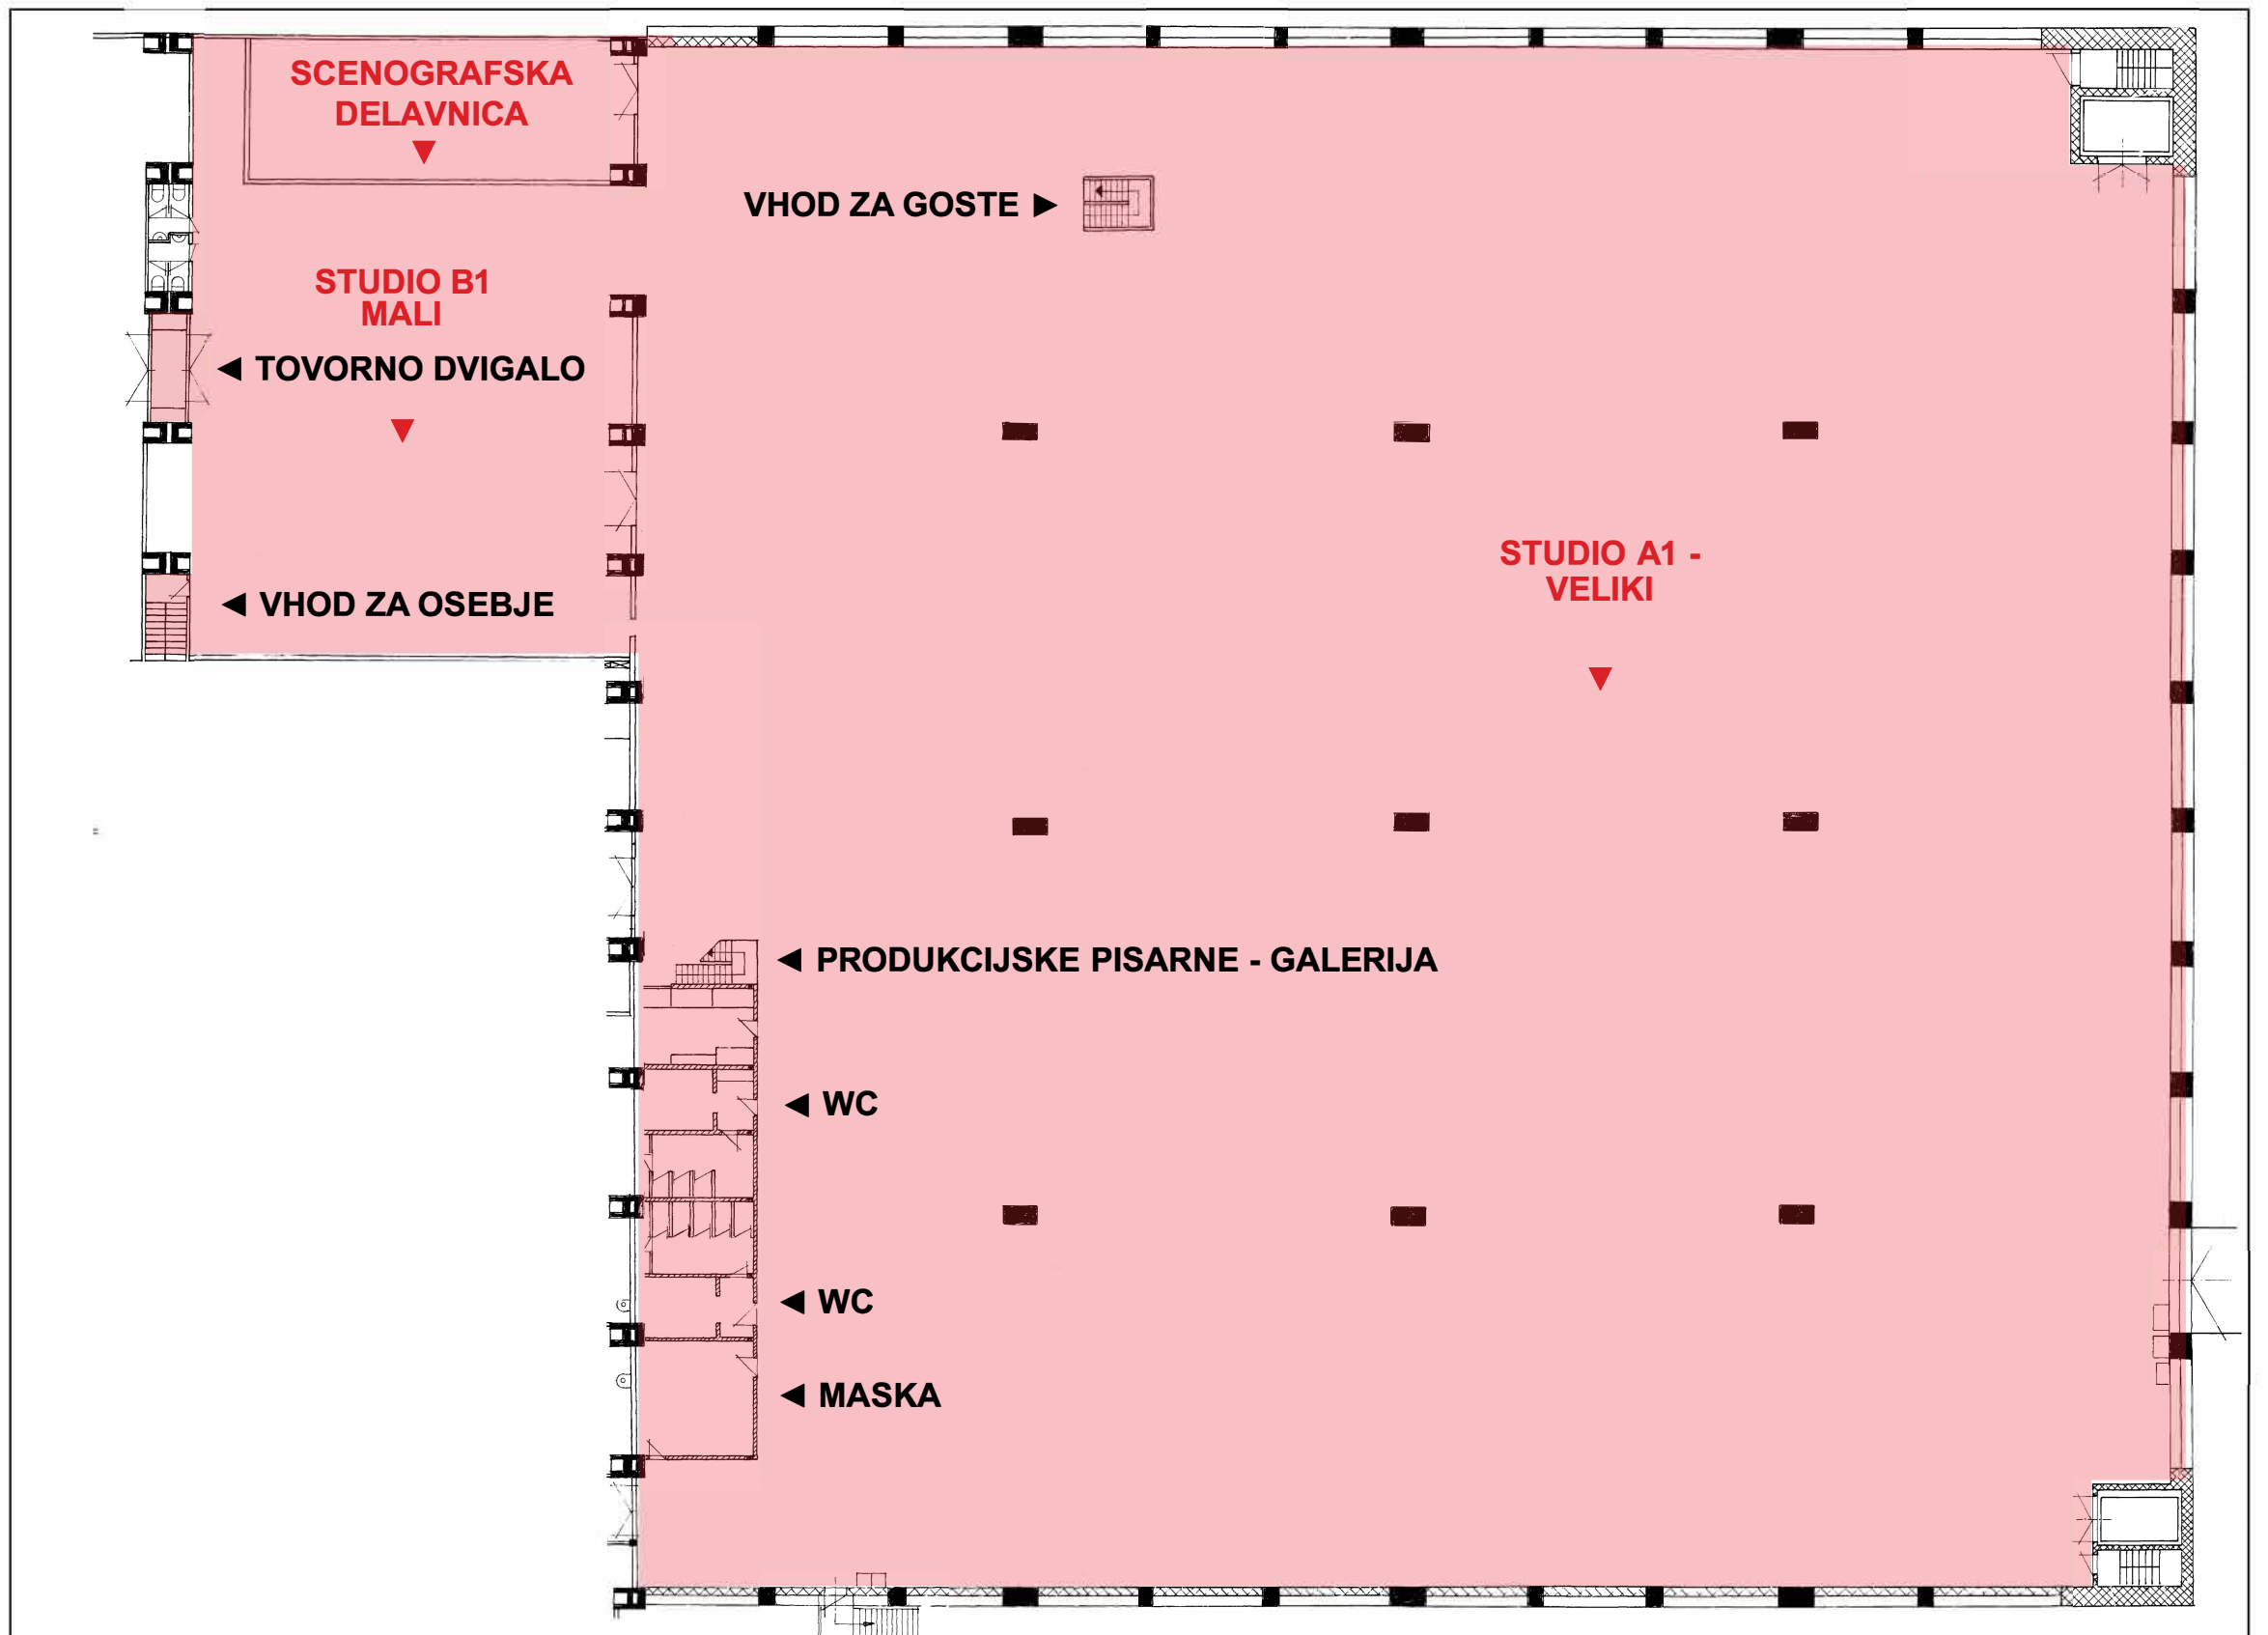 SCENOGRAFSKA
DELAVNICA
VHOD ZA GOSTE
STUDIO B1
MALI
TOVORNO DVIGALO
STUDIO A1 -
VELIKI
VHOD ZA OSEBJE
PRODUKCIJSKE PISARNE - GALERIJA
WC
WC
MASKA